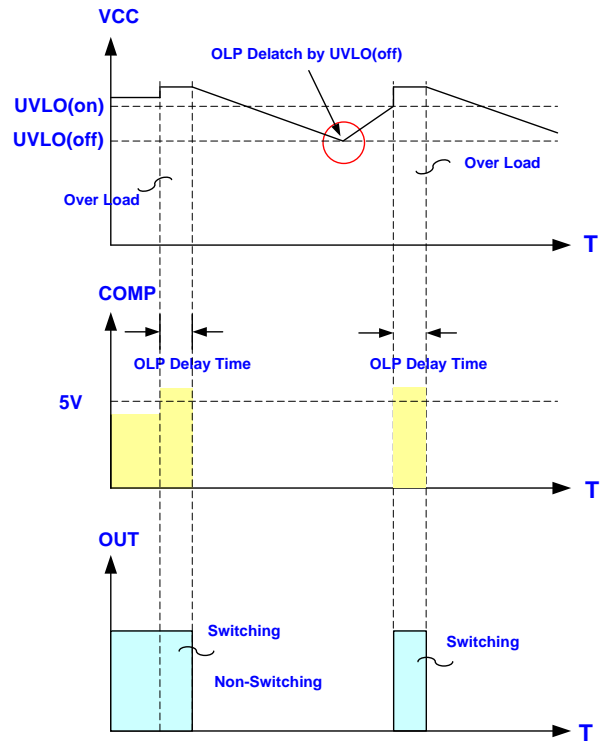 VCC
OLP Delatch by UVLO(off)
UVLO(on)
UVLO(off)
Over Load
Over Load
T
COMP
OLP Delay Time
OLP Delay Time
5V
T
OUT
Switching
Switching
Non-Switching
T